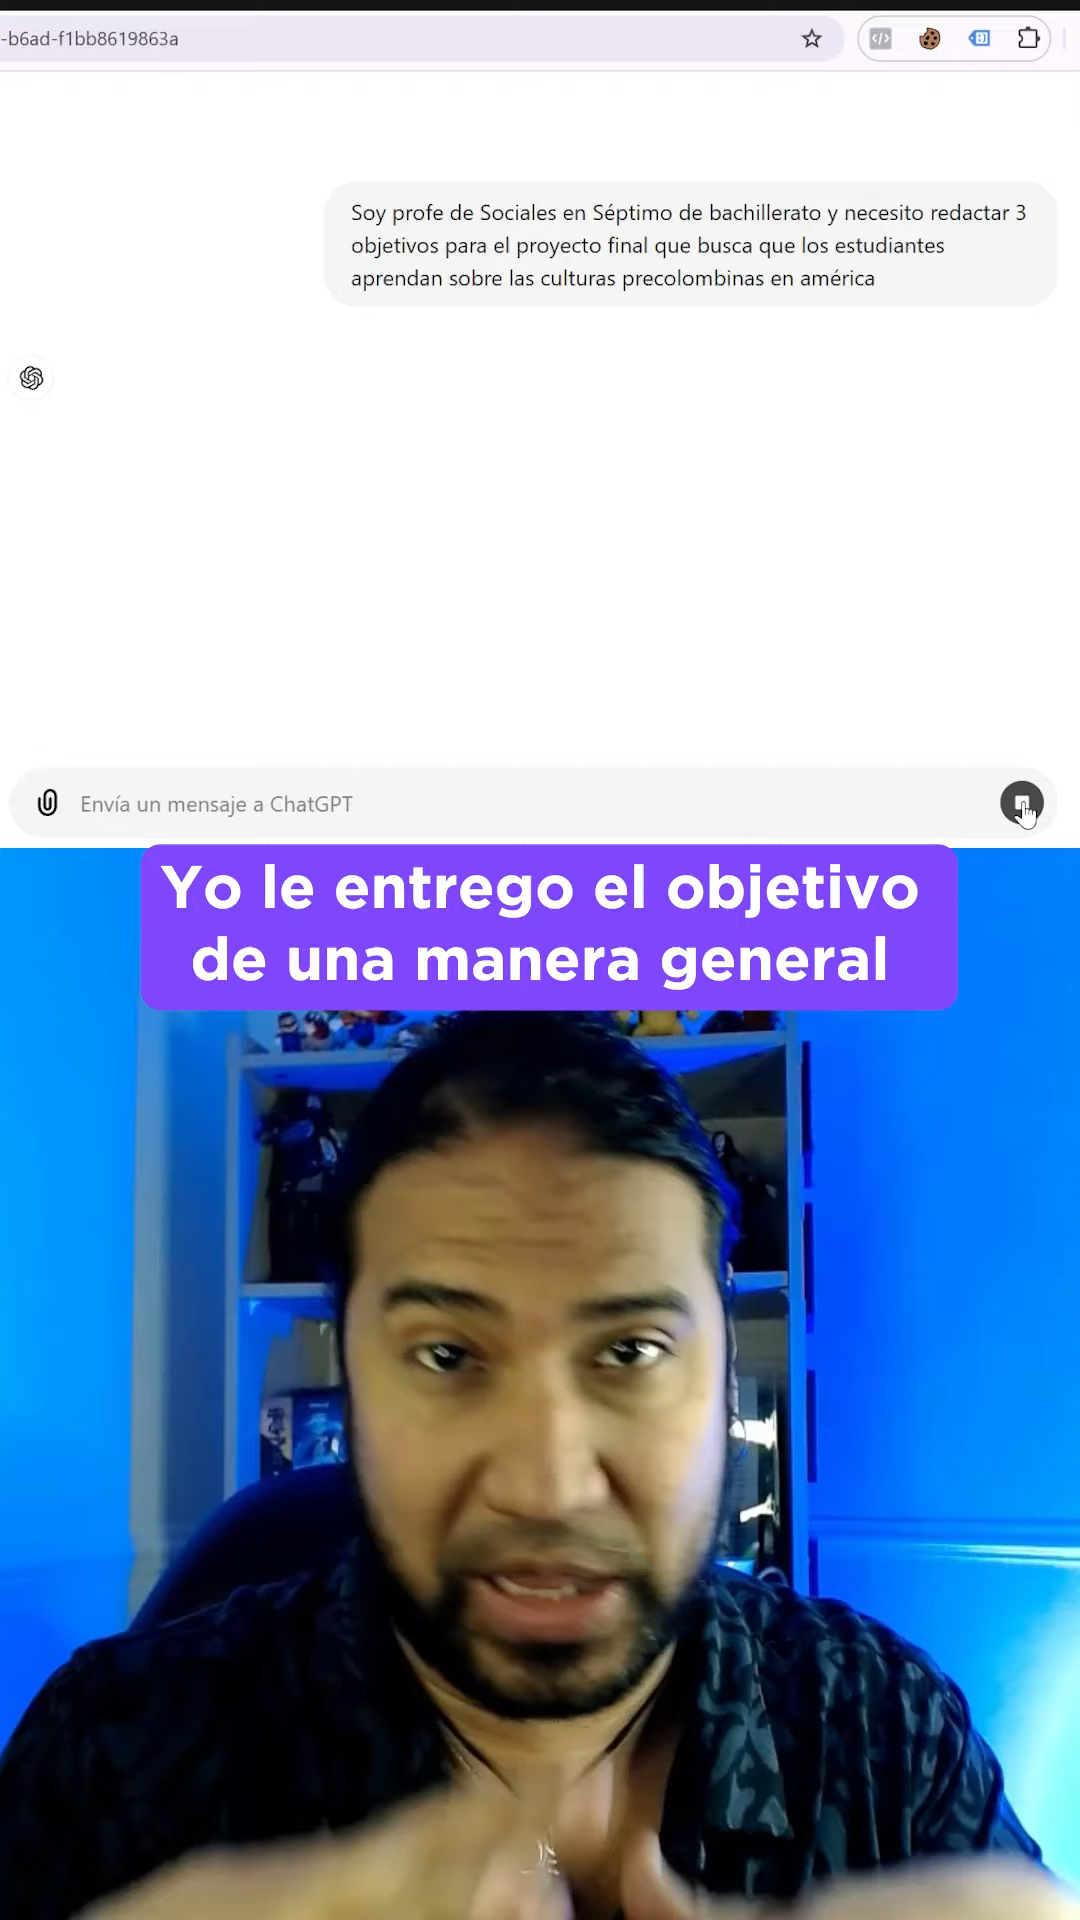 -b6ad-f1bb8619863a
Soy profe de Sociales en Séptimo de bachillerato y necesito redactar 3
objetivos para el proyecto final que busca que los estudiantes
aprendan sobre las culturas precolombinas en américa
Envía un mensaje a ChatGPT
Yo le entrego el objetivo
de una manera general